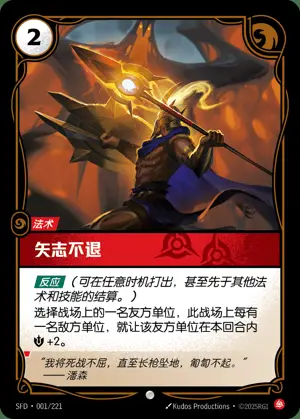 2
法术
矢志不退
反应 （可在任意时机打出，甚至先于其他法
术和技能的结算。）
选择战场上的一名友方单位，此战场上每有
一名敌方单位，就让该友方单位在本回合内
+2。
“我将死战不屈，直至长枪坠地，匍匐不起。”
——潘森
SFD • 001/221
Kudos Productions
©2025RGI